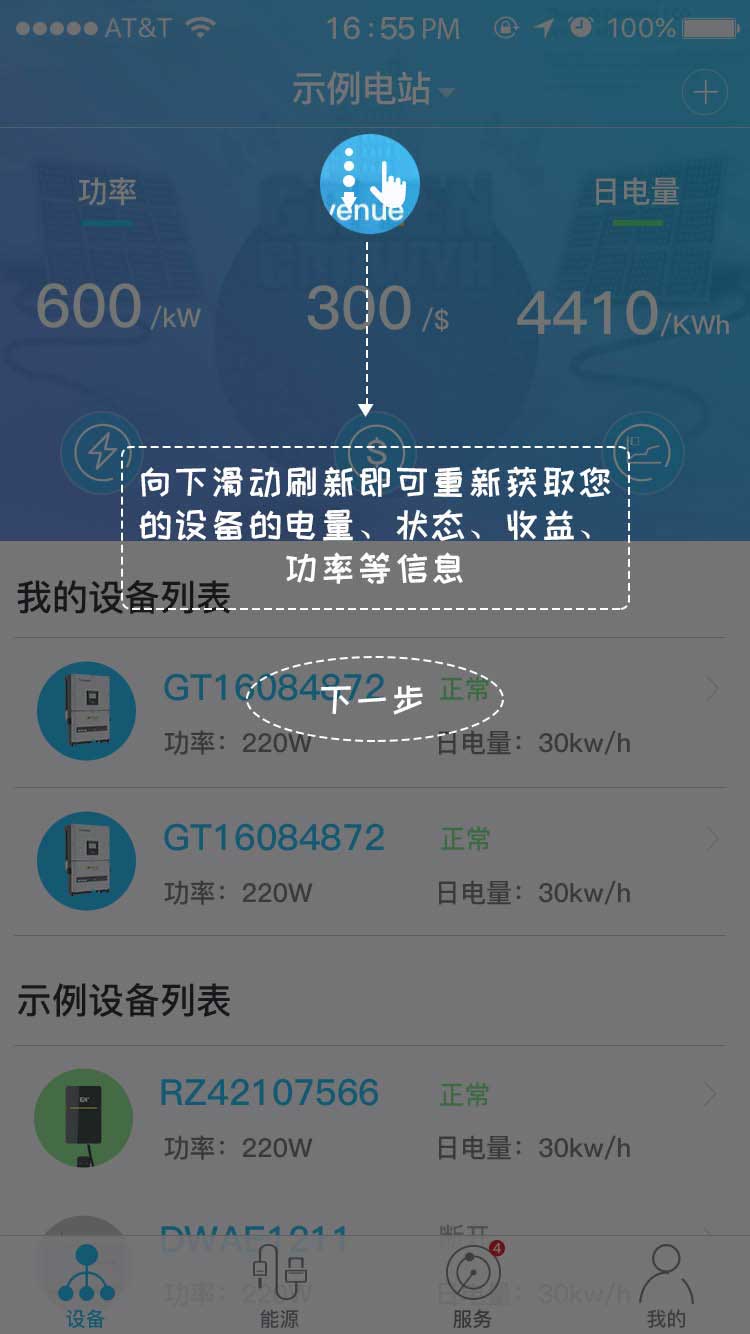 AT&T 16:55 PM 100%
示例电站
功率
venue
日电量
600/kW
300/$
4410/KWh
向下滑动刷新即可重新获取您
的设备的电量、状态、收益、
功率等信息
我的设备列表
GT16084872 正常
下一步
功率：220W 日电量：30kw/h
GT16084872 正常
功率：220W 日电量：30kw/h
示例设备列表
RZ42107566 正常
功率：220W 日电量：30kw/h
DWAE1211 断开
功率：220W 日电量：30kw/h
4
设备 能源 服务 我的